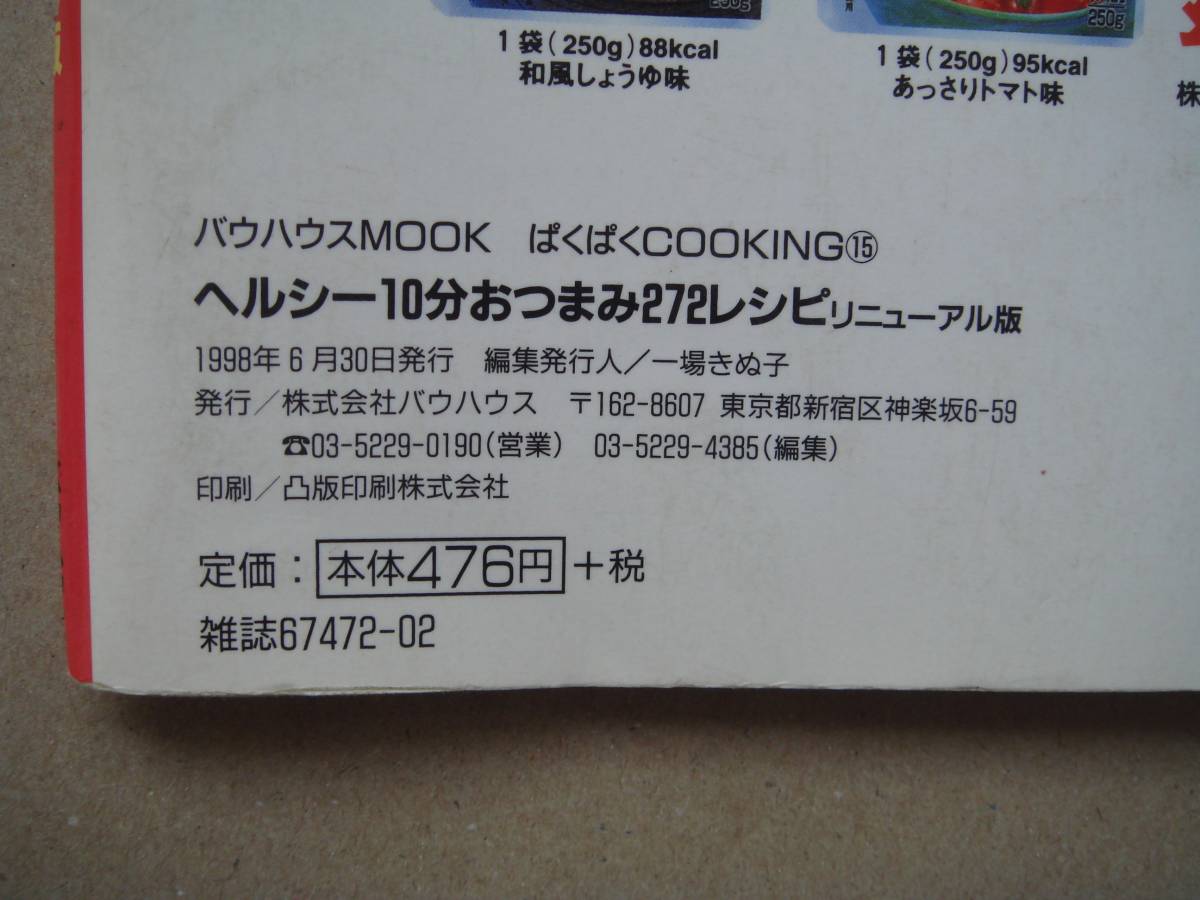 250g
250g
1袋(250g)88kcal
和風しょうゆ味
1袋(250g)95kcal
あっさりトマト味
株
バウハウスMOOK ぱくぱくCOOKING⑮
ヘルシー10分おつまみ272レシピリニューアル版
1998年6月30日発行 編集発行人/一場きぬ子
発行/株式会社バウハウス 〒162-8607 東京都新宿区神楽坂6-59
☎03-5229-0190(営業) 03-5229-4385(編集)
印刷/凸版印刷株式会社
定価:本体476円+税
雑誌67472-02